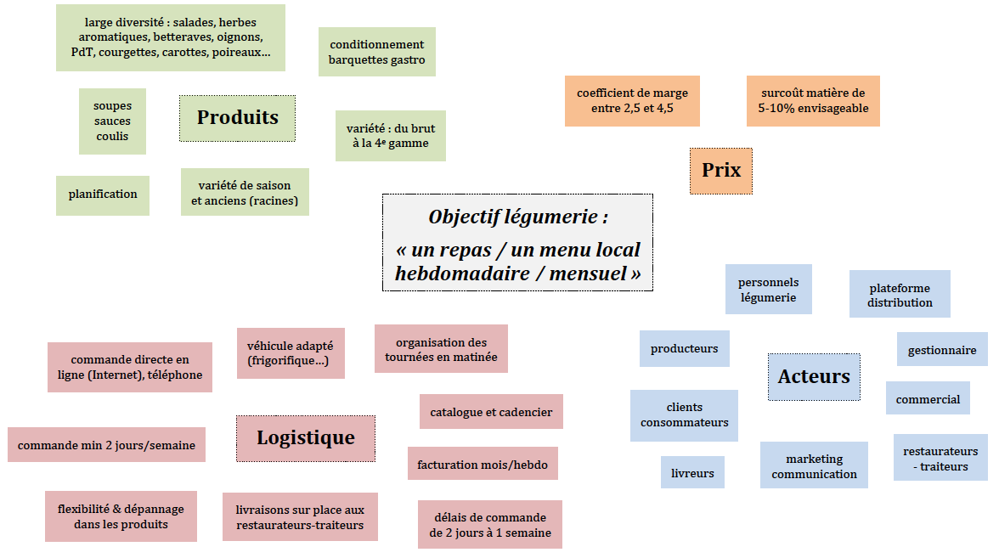 large diversité : salades, herbes
aromatiques, betteraves, oignons,
PdT, courgettes, carottes, poireaux…
conditionnement
barquettes gastro
soupes
sauces
coulis
Produits
variété : du brut
à la 4e gamme
planification
variété de saison
et anciens (racines)
coefficient de marge
entre 2,5 et 4,5
surcoût matière de
5-10% envisageable
Prix
Objectif légumerie :
« un repas / un menu local
hebdomadaire / mensuel »
personnels
légumerie
plateforme
distribution
producteurs
gestionnaire
Acteurs
commercial
clients
consommateurs
restaurateurs
- traiteurs
marketing
communication
livreurs
véhicule adapté
(frigorifique…)
organisation des
tournées en matinée
commande directe en
ligne (Internet), téléphone
catalogue et cadencier
Logistique
commande min 2 jours/semaine
facturation mois/hebdo
flexibilité & dépannage
dans les produits
livraisons sur place aux
restaurateurs-traiteurs
délais de commande
de 2 jours à 1 semaine